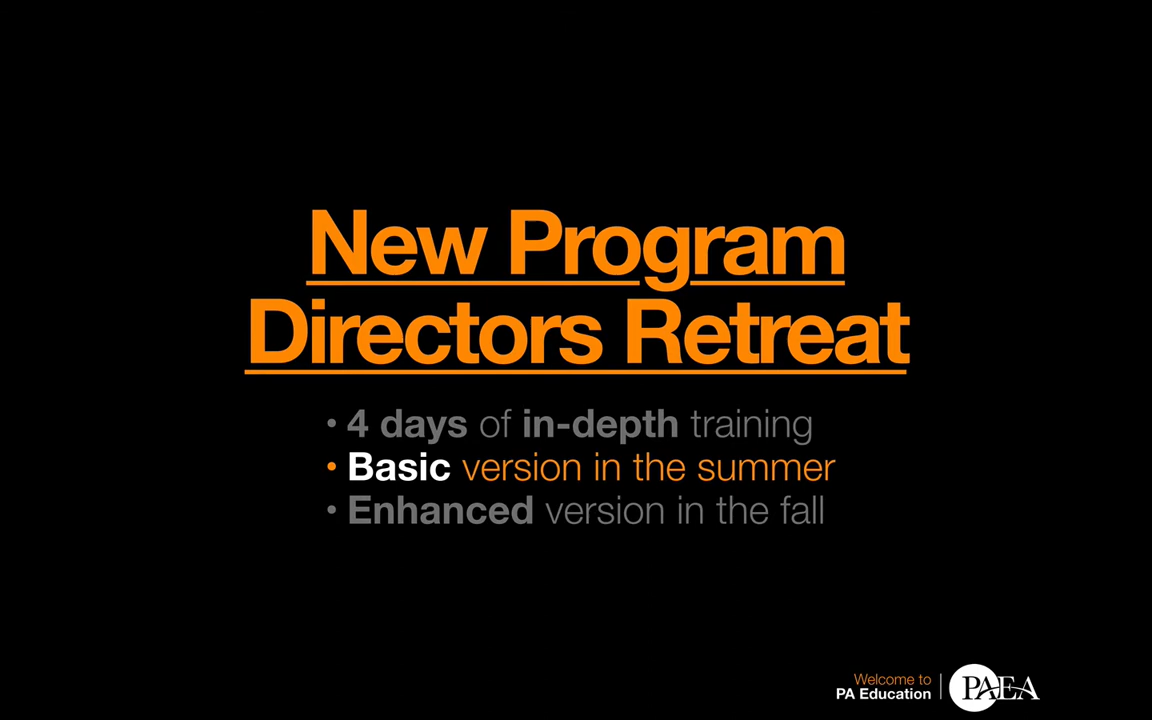 New Program
Directors Retreat
• 4 days of in-depth training
• Basic version in the summer
• Enhanced version in the fall
Welcome to
PA Education
PAEA